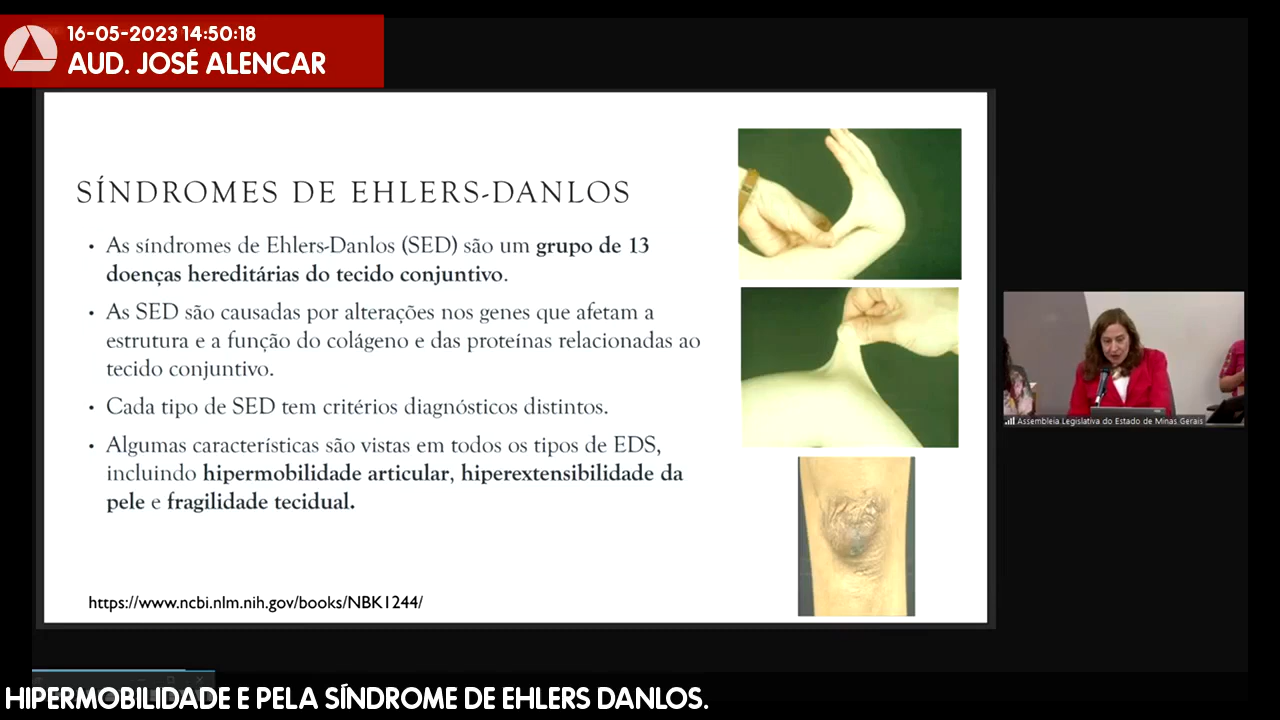 16-05-2023 14:50:18
AUD. JOSÉ ALENCAR
SÍNDROMES DE EHLERS-DANLOS
• As síndromes de Ehlers-Danlos (SED) são um grupo de 13
doenças hereditárias do tecido conjuntivo.
• As SED são causadas por alterações nos genes que afetam a
estrutura e a função do colágeno e das proteínas relacionadas ao
tecido conjuntivo.
• Cada tipo de SED tem critérios diagnósticos distintos.
• Algumas características são vistas em todos os tipos de EDS,
incluindo hipermobilidade articular, hiperextensibilidade da
pele e fragilidade tecidual.
https://www.ncbi.nlm.nih.gov/books/NBK1244/
Assembleia Legislativa do Estado de Minas Gerais
HIPERMOBILIDADE E PELA SÍNDROME DE EHLERS DANLOS.